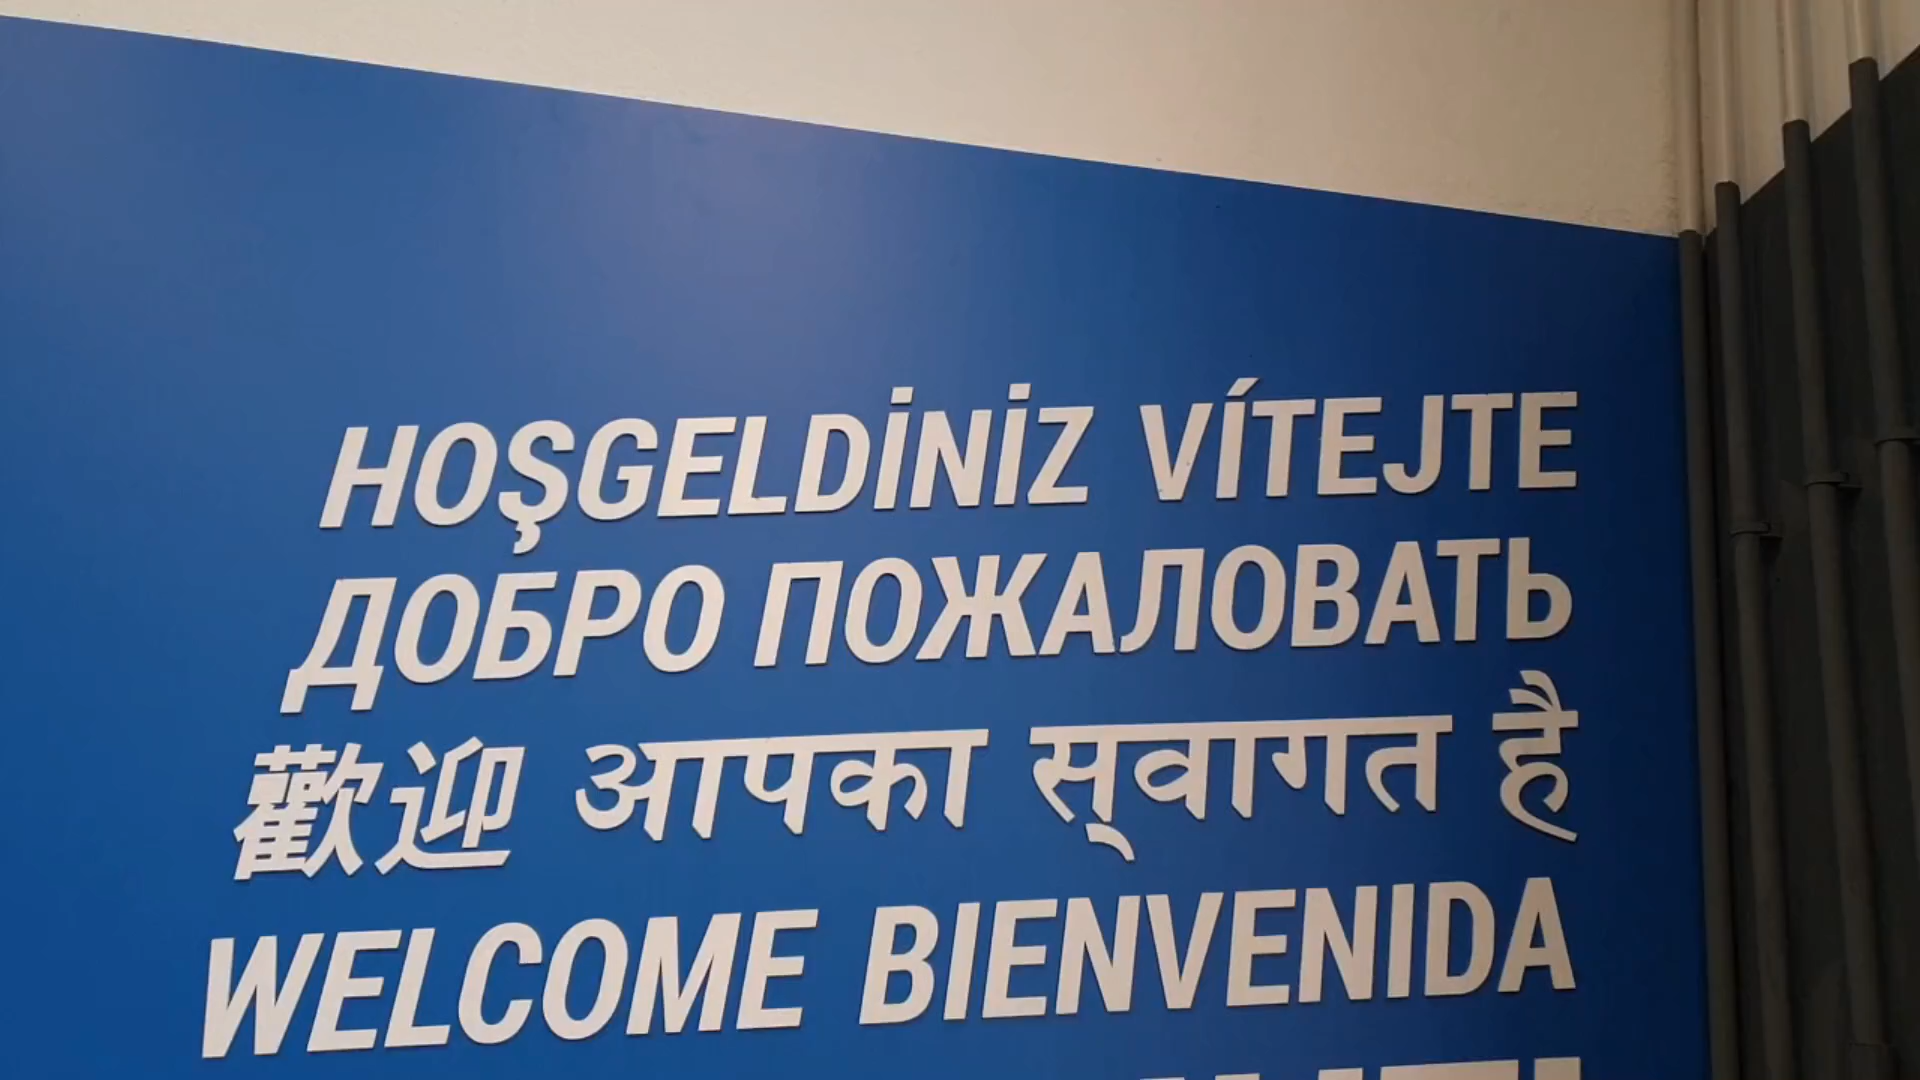 HOŞGELDİNİZ VÍTEJTE
ДОБРО ПОЖАЛОВАТЬ
歡迎 आपका स्‌वागत है
WELCOME BIENVENIDA